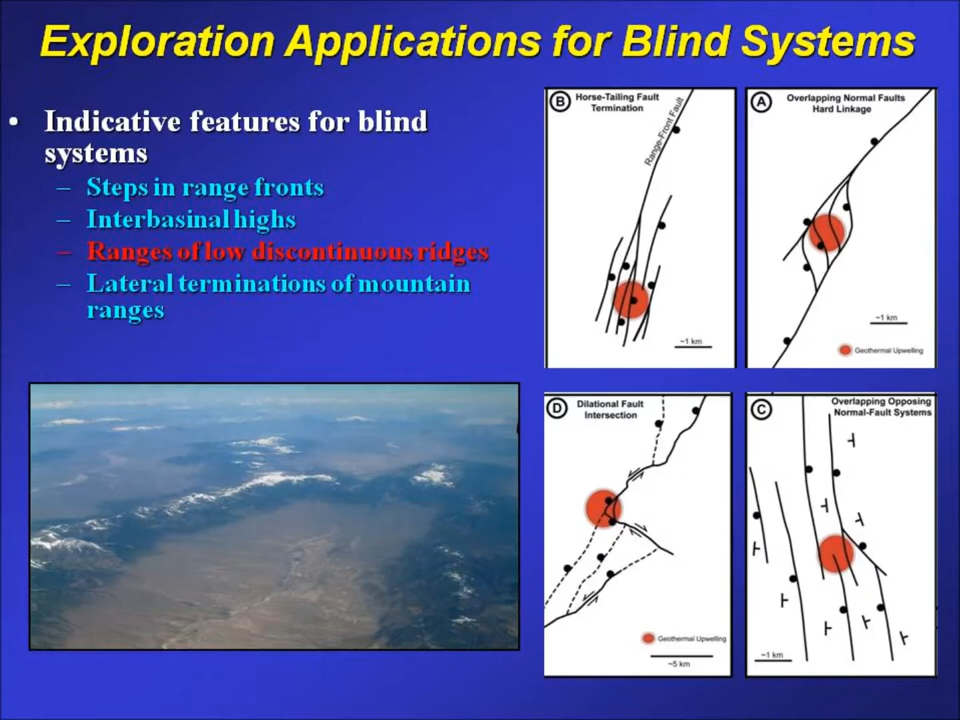 Exploration Applications for Blind Systems
• Indicative features for blind
systems
– Steps in range fronts
– Interbasinal highs
– Ranges of low discontinuous ridges
– Lateral terminations of mountain
ranges
B
Horse-Tailing Fault
Termination
Range-Front Fault
~1 km
A
Overlapping Normal Faults
Hard Linkage
~1 km
Geothermal Upwelling
D
Dilational Fault
Intersection
Geothermal Upwelling
~5 km
C
Overlapping Opposing
Normal-Fault Systems
~1 km